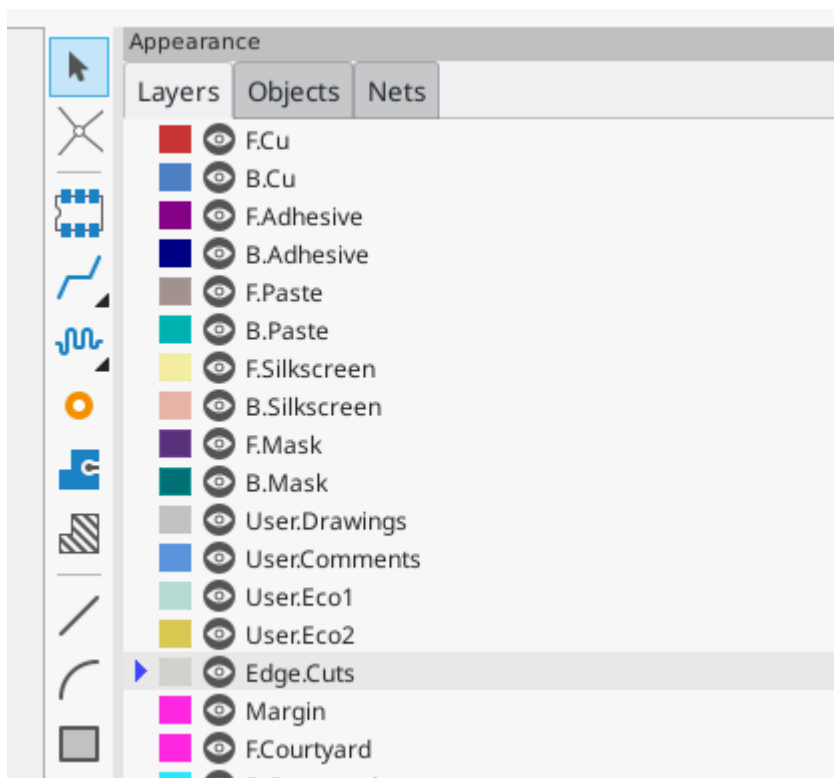 Appearance
Layers Objects Nets
F.Cu
B.Cu
F.Adhesive
B.Adhesive
F.Paste
B.Paste
F.Silkscreen
B.Silkscreen
F.Mask
B.Mask
User.Drawings
User.Comments
User.Eco1
User.Eco2
Edge.Cuts
Margin
F.Courtyard